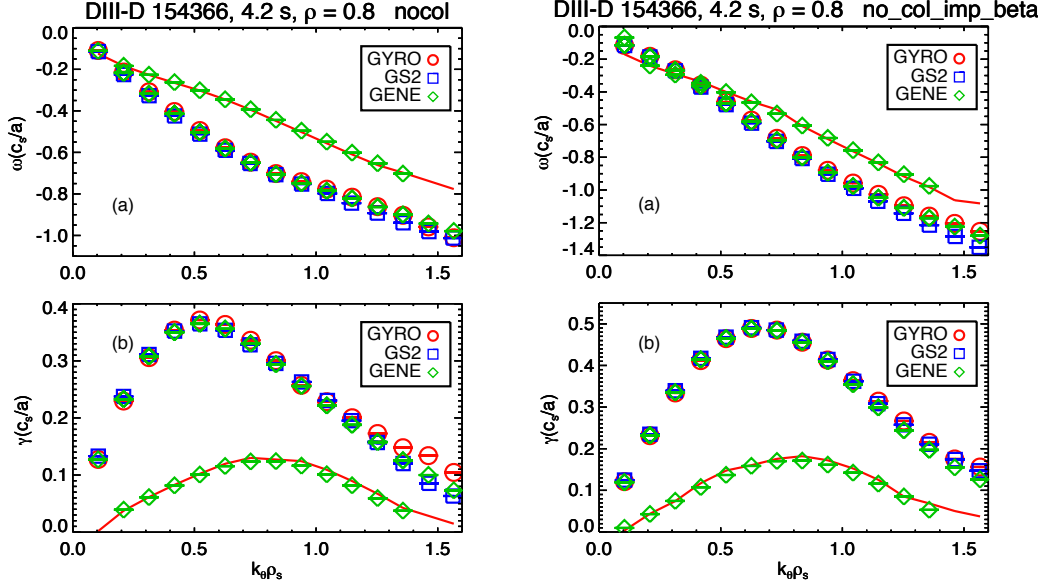 DIII-D 154366, 4.2 s, ρ = 0.8 nocol
0.0
-0.2
-0.4
-0.6
-0.8
-1.0
ω(cₛ/a)
GYRO
GS2
GENE
(a)
0.0 0.5 1.0 1.5
0.4
0.3
0.2
0.1
0.0
γ(cₛ/a)
(b)
GYRO
GS2
GENE
0.0 0.5 1.0 1.5
k_θρₛ
DIII-D 154366, 4.2 s, ρ = 0.8 no_col_imp_beta
0.0
-0.2
-0.4
-0.6
-0.8
-1.0
-1.2
-1.4
ω(cₛ/a)
GYRO
GS2
GENE
(a)
0.0 0.5 1.0 1.5
0.5
0.4
0.3
0.2
0.1
0.0
γ(cₛ/a)
(b)
GYRO
GS2
GENE
0.0 0.5 1.0 1.5
k_θρₛ